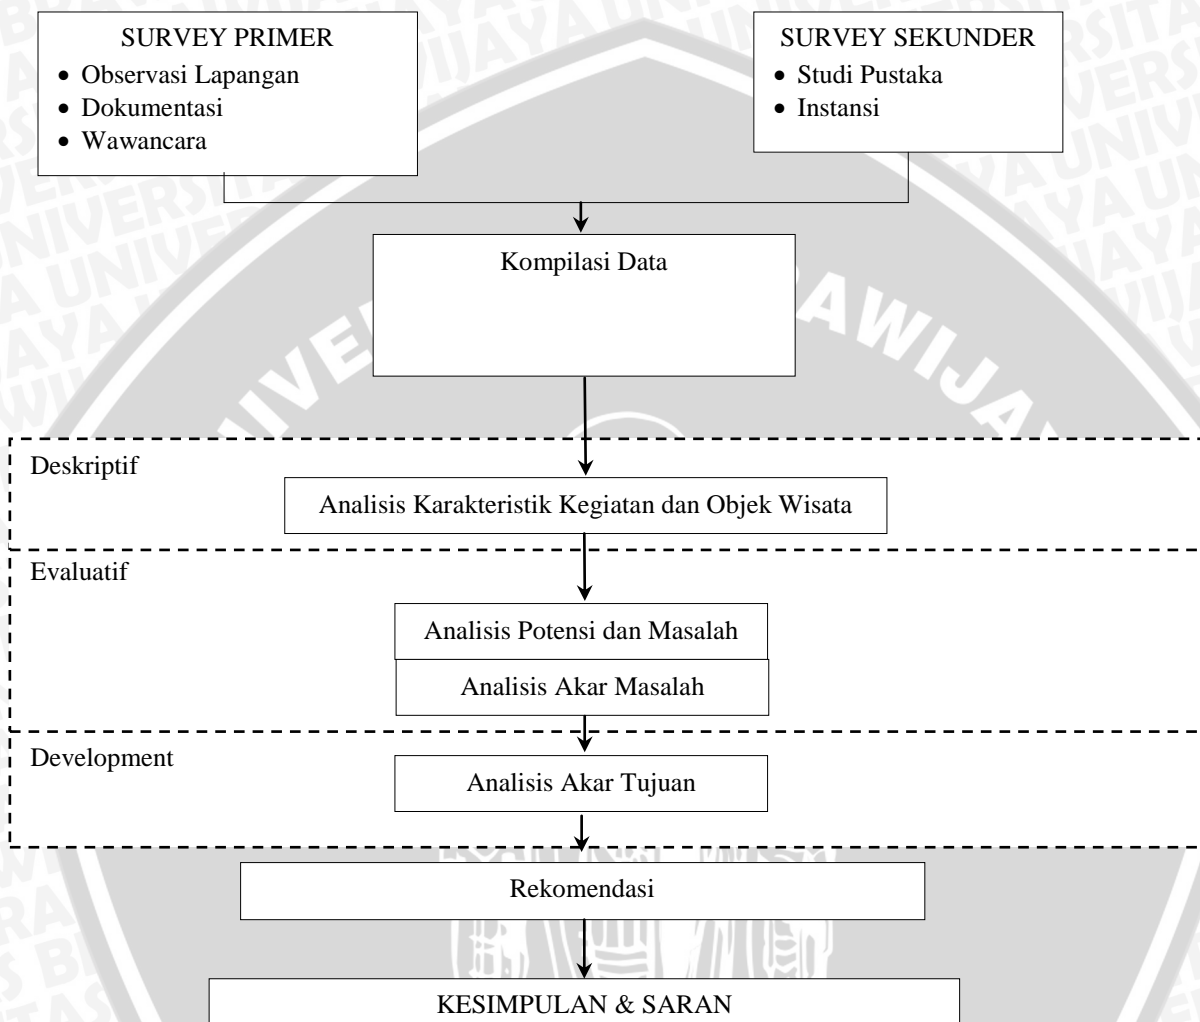 SURVEY PRIMER
• Observasi Lapangan
• Dokumentasi
• Wawancara
SURVEY SEKUNDER
• Studi Pustaka
• Instansi
Kompilasi Data
Deskriptif
Analisis Karakteristik Kegiatan dan Objek Wisata
Evaluatif
Analisis Potensi dan Masalah
Analisis Akar Masalah
Development
Analisis Akar Tujuan
Rekomendasi
KESIMPULAN & SARAN